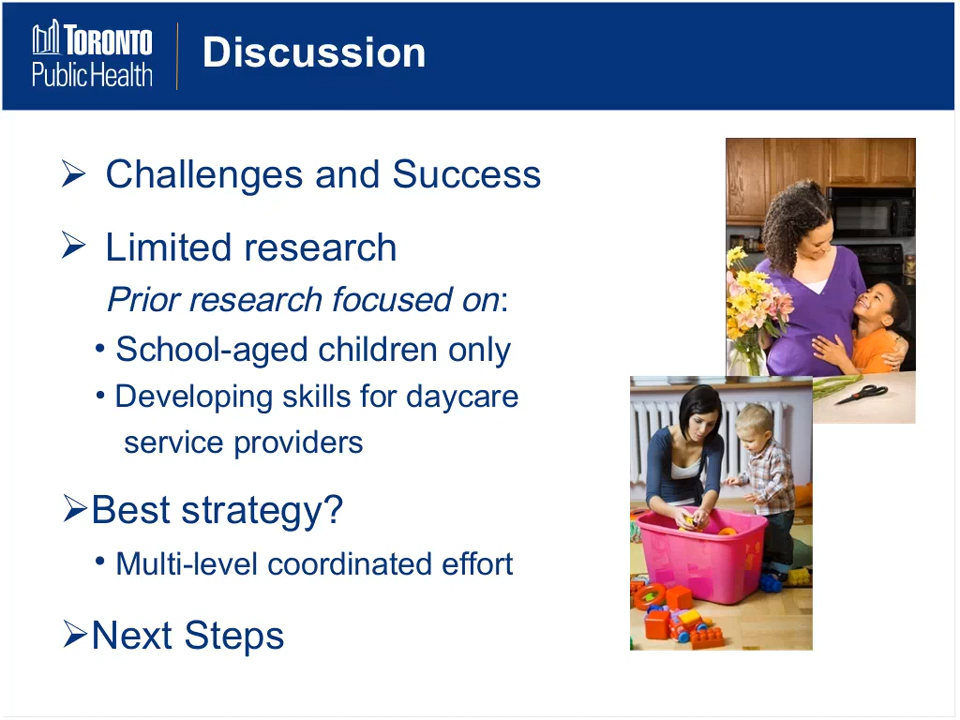 TORONTO
Public Health
Discussion
➢ Challenges and Success
➢ Limited research
Prior research focused on:
• School-aged children only
• Developing skills for daycare
service providers
➢Best strategy?
• Multi-level coordinated effort
➢Next Steps